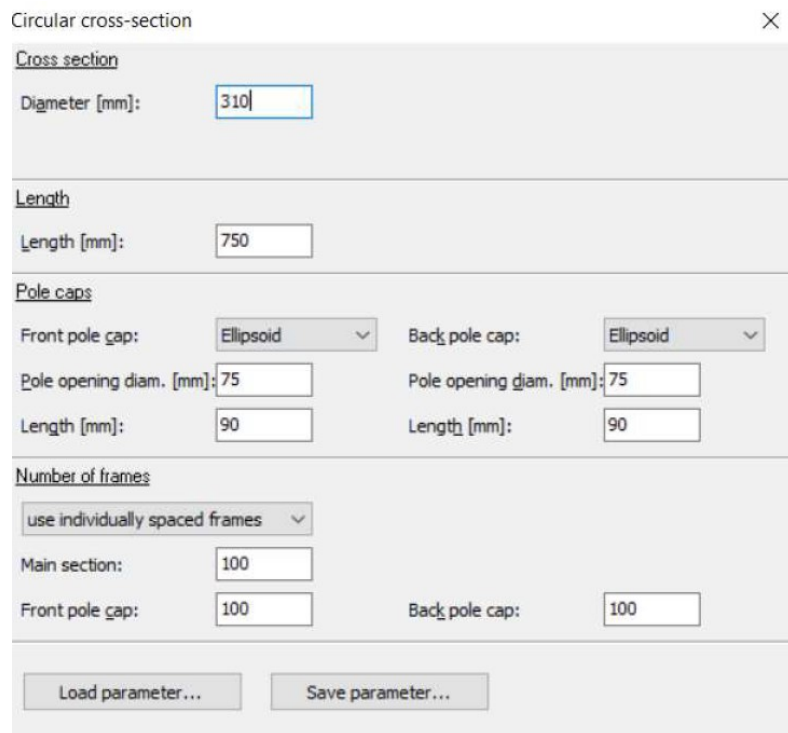 Circular cross-section
Cross section
Diameter [mm]: 310
Length
Length [mm]: 750
Pole caps
Front pole cap: Ellipsoid Back pole cap: Ellipsoid
Pole opening diam. [mm]: 75 Pole opening diam. [mm]: 75
Length [mm]: 90 Length [mm]: 90
Number of frames
use individually spaced frames
Main section: 100
Front pole cap: 100 Back pole cap: 100
Load parameter... Save parameter...